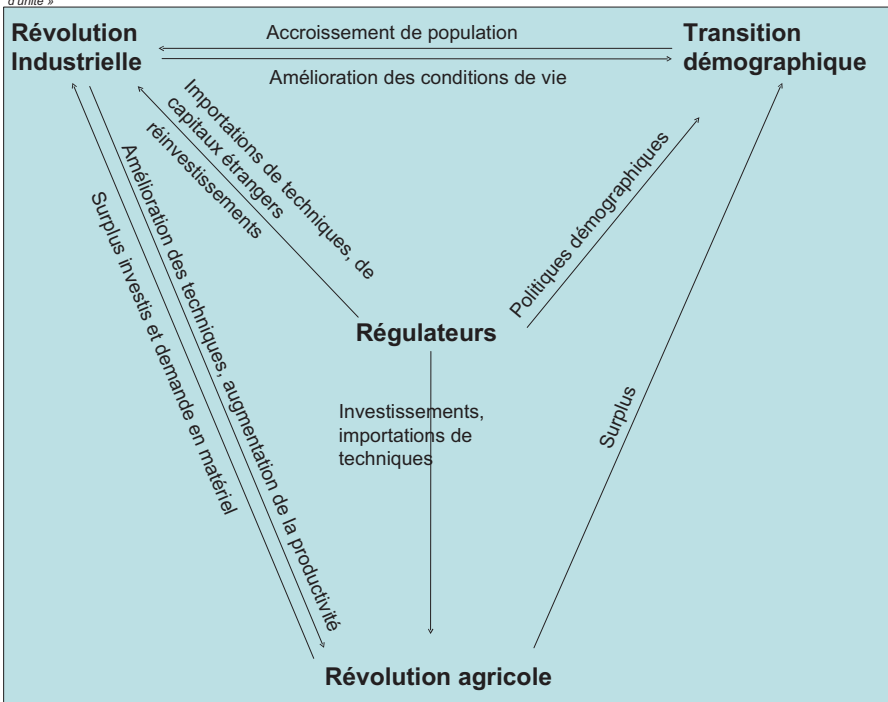 d'unité »
Révolution
Industrielle
Accroissement de population
Amélioration des conditions de vie
Transition
démographique
Importations de techniques, de
capitaux étrangers
réinvestissements
Amélioration des techniques, augmentation de la productivité
Surplus investis et demande en matériel
Politiques démographiques
Régulateurs
Investissements,
importations de
techniques
Surplus
Révolution agricole